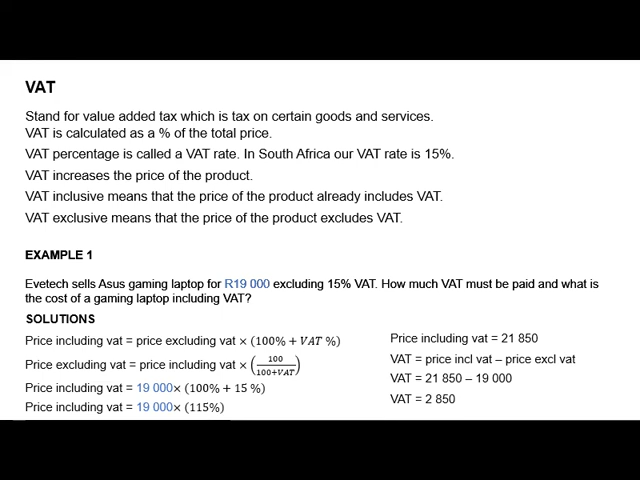 VAT
Stand for value added tax which is tax on certain goods and services.
VAT is calculated as a % of the total price.
VAT percentage is called a VAT rate. In South Africa our VAT rate is 15%.
VAT increases the price of the product.
VAT inclusive means that the price of the product already includes VAT.
VAT exclusive means that the price of the product excludes VAT.
EXAMPLE 1
Evetech sells Asus gaming laptop for R19 000 excluding 15% VAT. How much VAT must be paid and what is
the cost of a gaming laptop including VAT?
SOLUTIONS
Price including vat = price excluding vat × (100% + VAT %)
Price excluding vat = price including vat × (100/100+VAT)
Price including vat = 19 000× (100% + 15 %)
Price including vat = 19 000× (115%)
Price including vat = 21 850
VAT = price incl vat – price excl vat
VAT = 21 850 – 19 000
VAT = 2 850